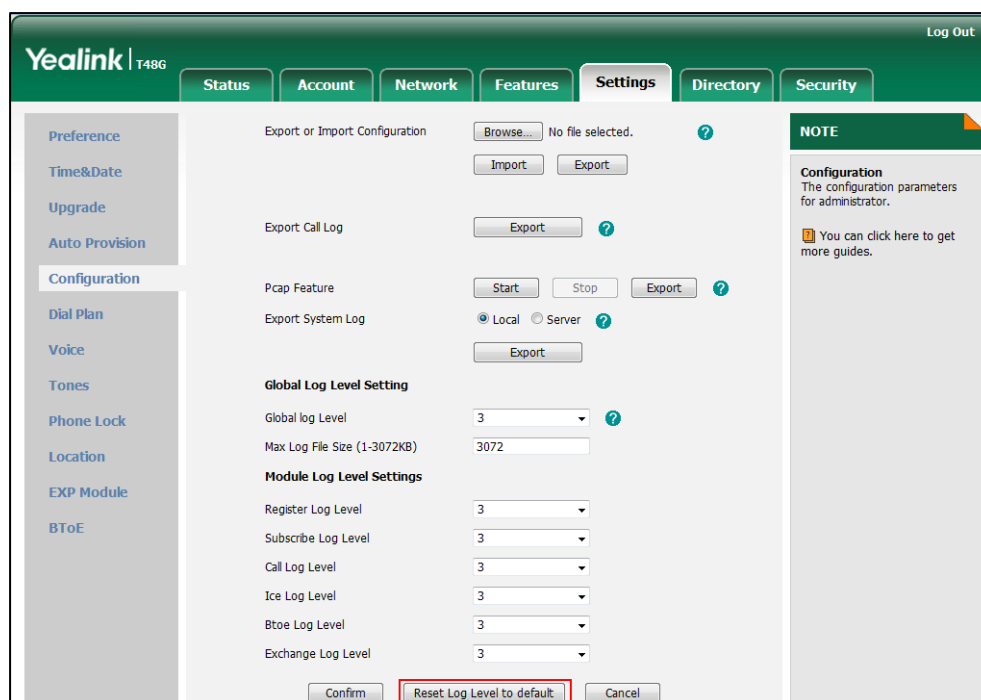 Log Out
Yealink | T48G
Status Account Network Features Settings Directory Security
Preference
Time&Date
Upgrade
Auto Provision
Configuration
Dial Plan
Voice
Tones
Phone Lock
Location
EXP Module
BToE
Export or Import Configuration Browse... No file selected. ?
Import Export
Export Call Log Export ?
Pcap Feature Start Stop Export ?
Export System Log Local Server ?
Export
Global Log Level Setting
Global log Level 3 ?
Max Log File Size (1-3072KB) 3072
Module Log Level Settings
Register Log Level 3
Subscribe Log Level 3
Call Log Level 3
Ice Log Level 3
Btoe Log Level 3
Exchange Log Level 3
Confirm Reset Log Level to default Cancel
NOTE
Configuration
The configuration parameters
for administrator.
? You can click here to get
more guides.